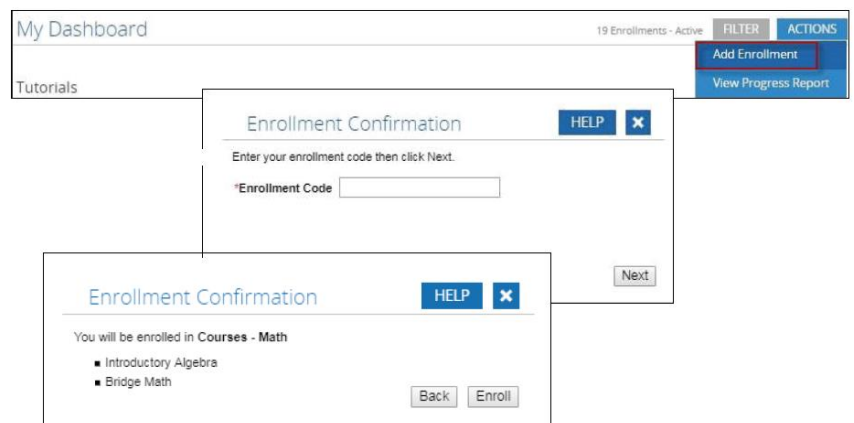 My Dashboard 19 Enrollments - Active FILTER ACTIONS
Add Enrollment
Tutorials View Progress Report
Enrollment Confirmation HELP ×
Enter your enrollment code then click Next.
*Enrollment Code
Next
Enrollment Confirmation HELP ×
You will be enrolled in Courses - Math
■ Introductory Algebra
■ Bridge Math
Back Enroll